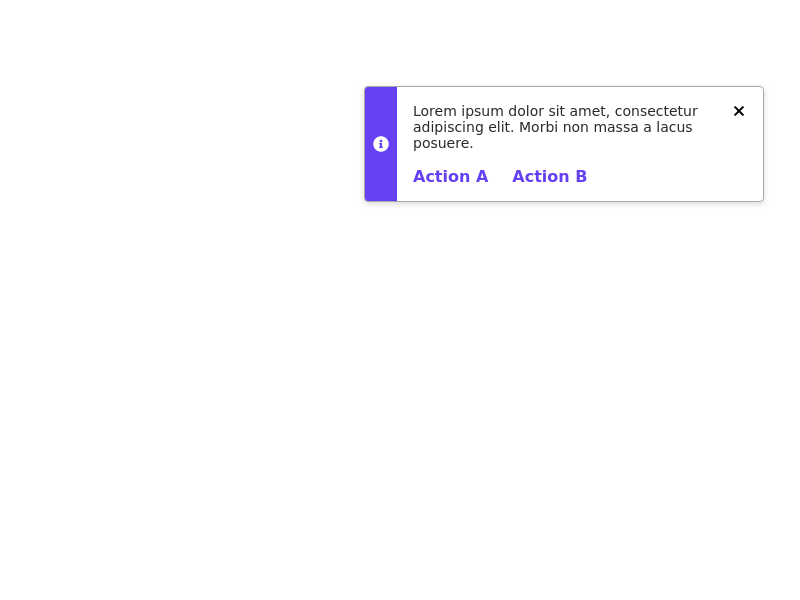 Lorem ipsum dolor sit amet, consectetur
adipiscing elit. Morbi non massa a lacus
posuere.
Action A Action B